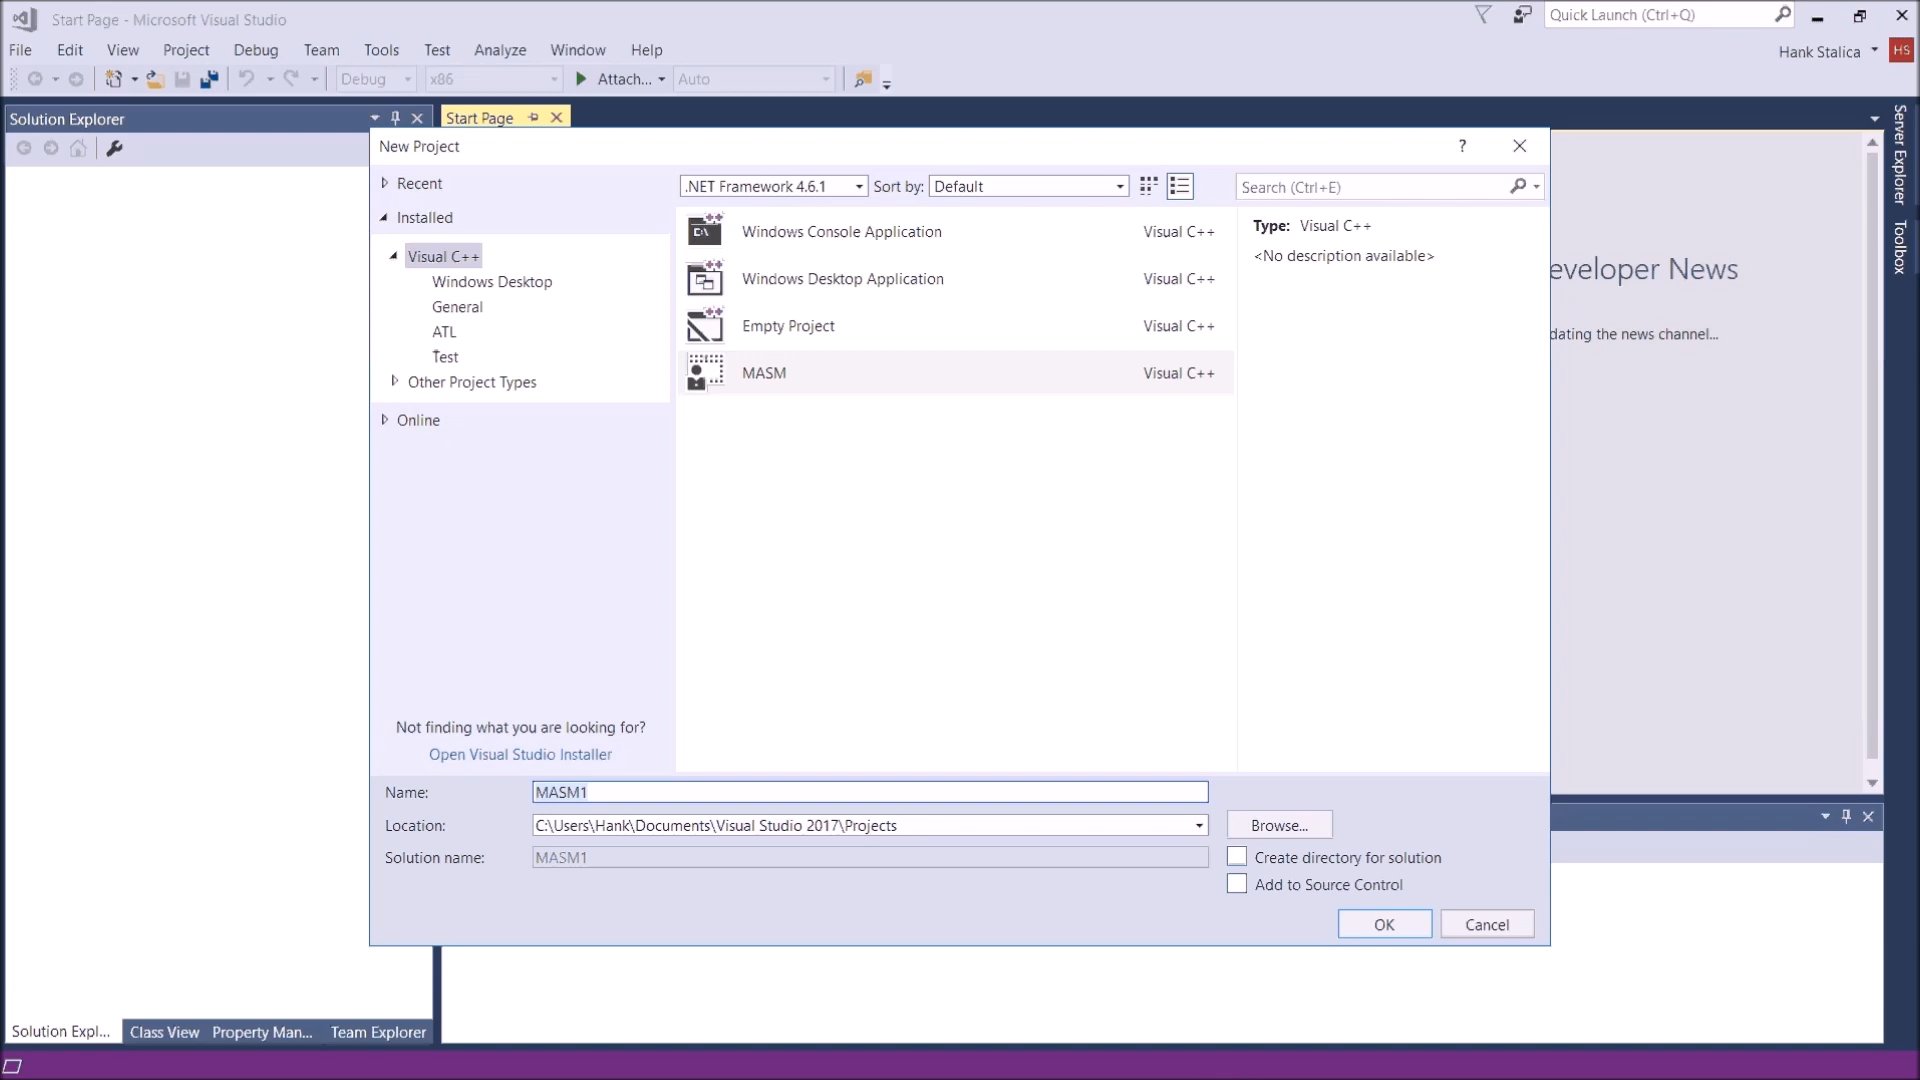 Start Page - Microsoft Visual Studio
Quick Launch (Ctrl+Q)
File Edit View Project Debug Team Tools Test Analyze Window Help
Hank Stalica
HS
Debug x86 Attach... Auto
Solution Explorer
Start Page
Server Explorer
Toolbox
New Project
?
Recent
.NET Framework 4.6.1
Sort by: Default
Search (Ctrl+E)
Installed
Visual C++
Windows Desktop
General
ATL
Test
Other Project Types
Online
Windows Console Application Visual C++
Windows Desktop Application Visual C++
Empty Project Visual C++
MASM Visual C++
Type: Visual C++
<No description available>
eveloper News
dating the news channel...
Not finding what you are looking for?
Open Visual Studio Installer
Name: MASM1
Location: C:\Users\Hank\Documents\Visual Studio 2017\Projects
Browse...
Solution name: MASM1
Create directory for solution
Add to Source Control
OK Cancel
Solution Expl... Class View Property Man... Team Explorer